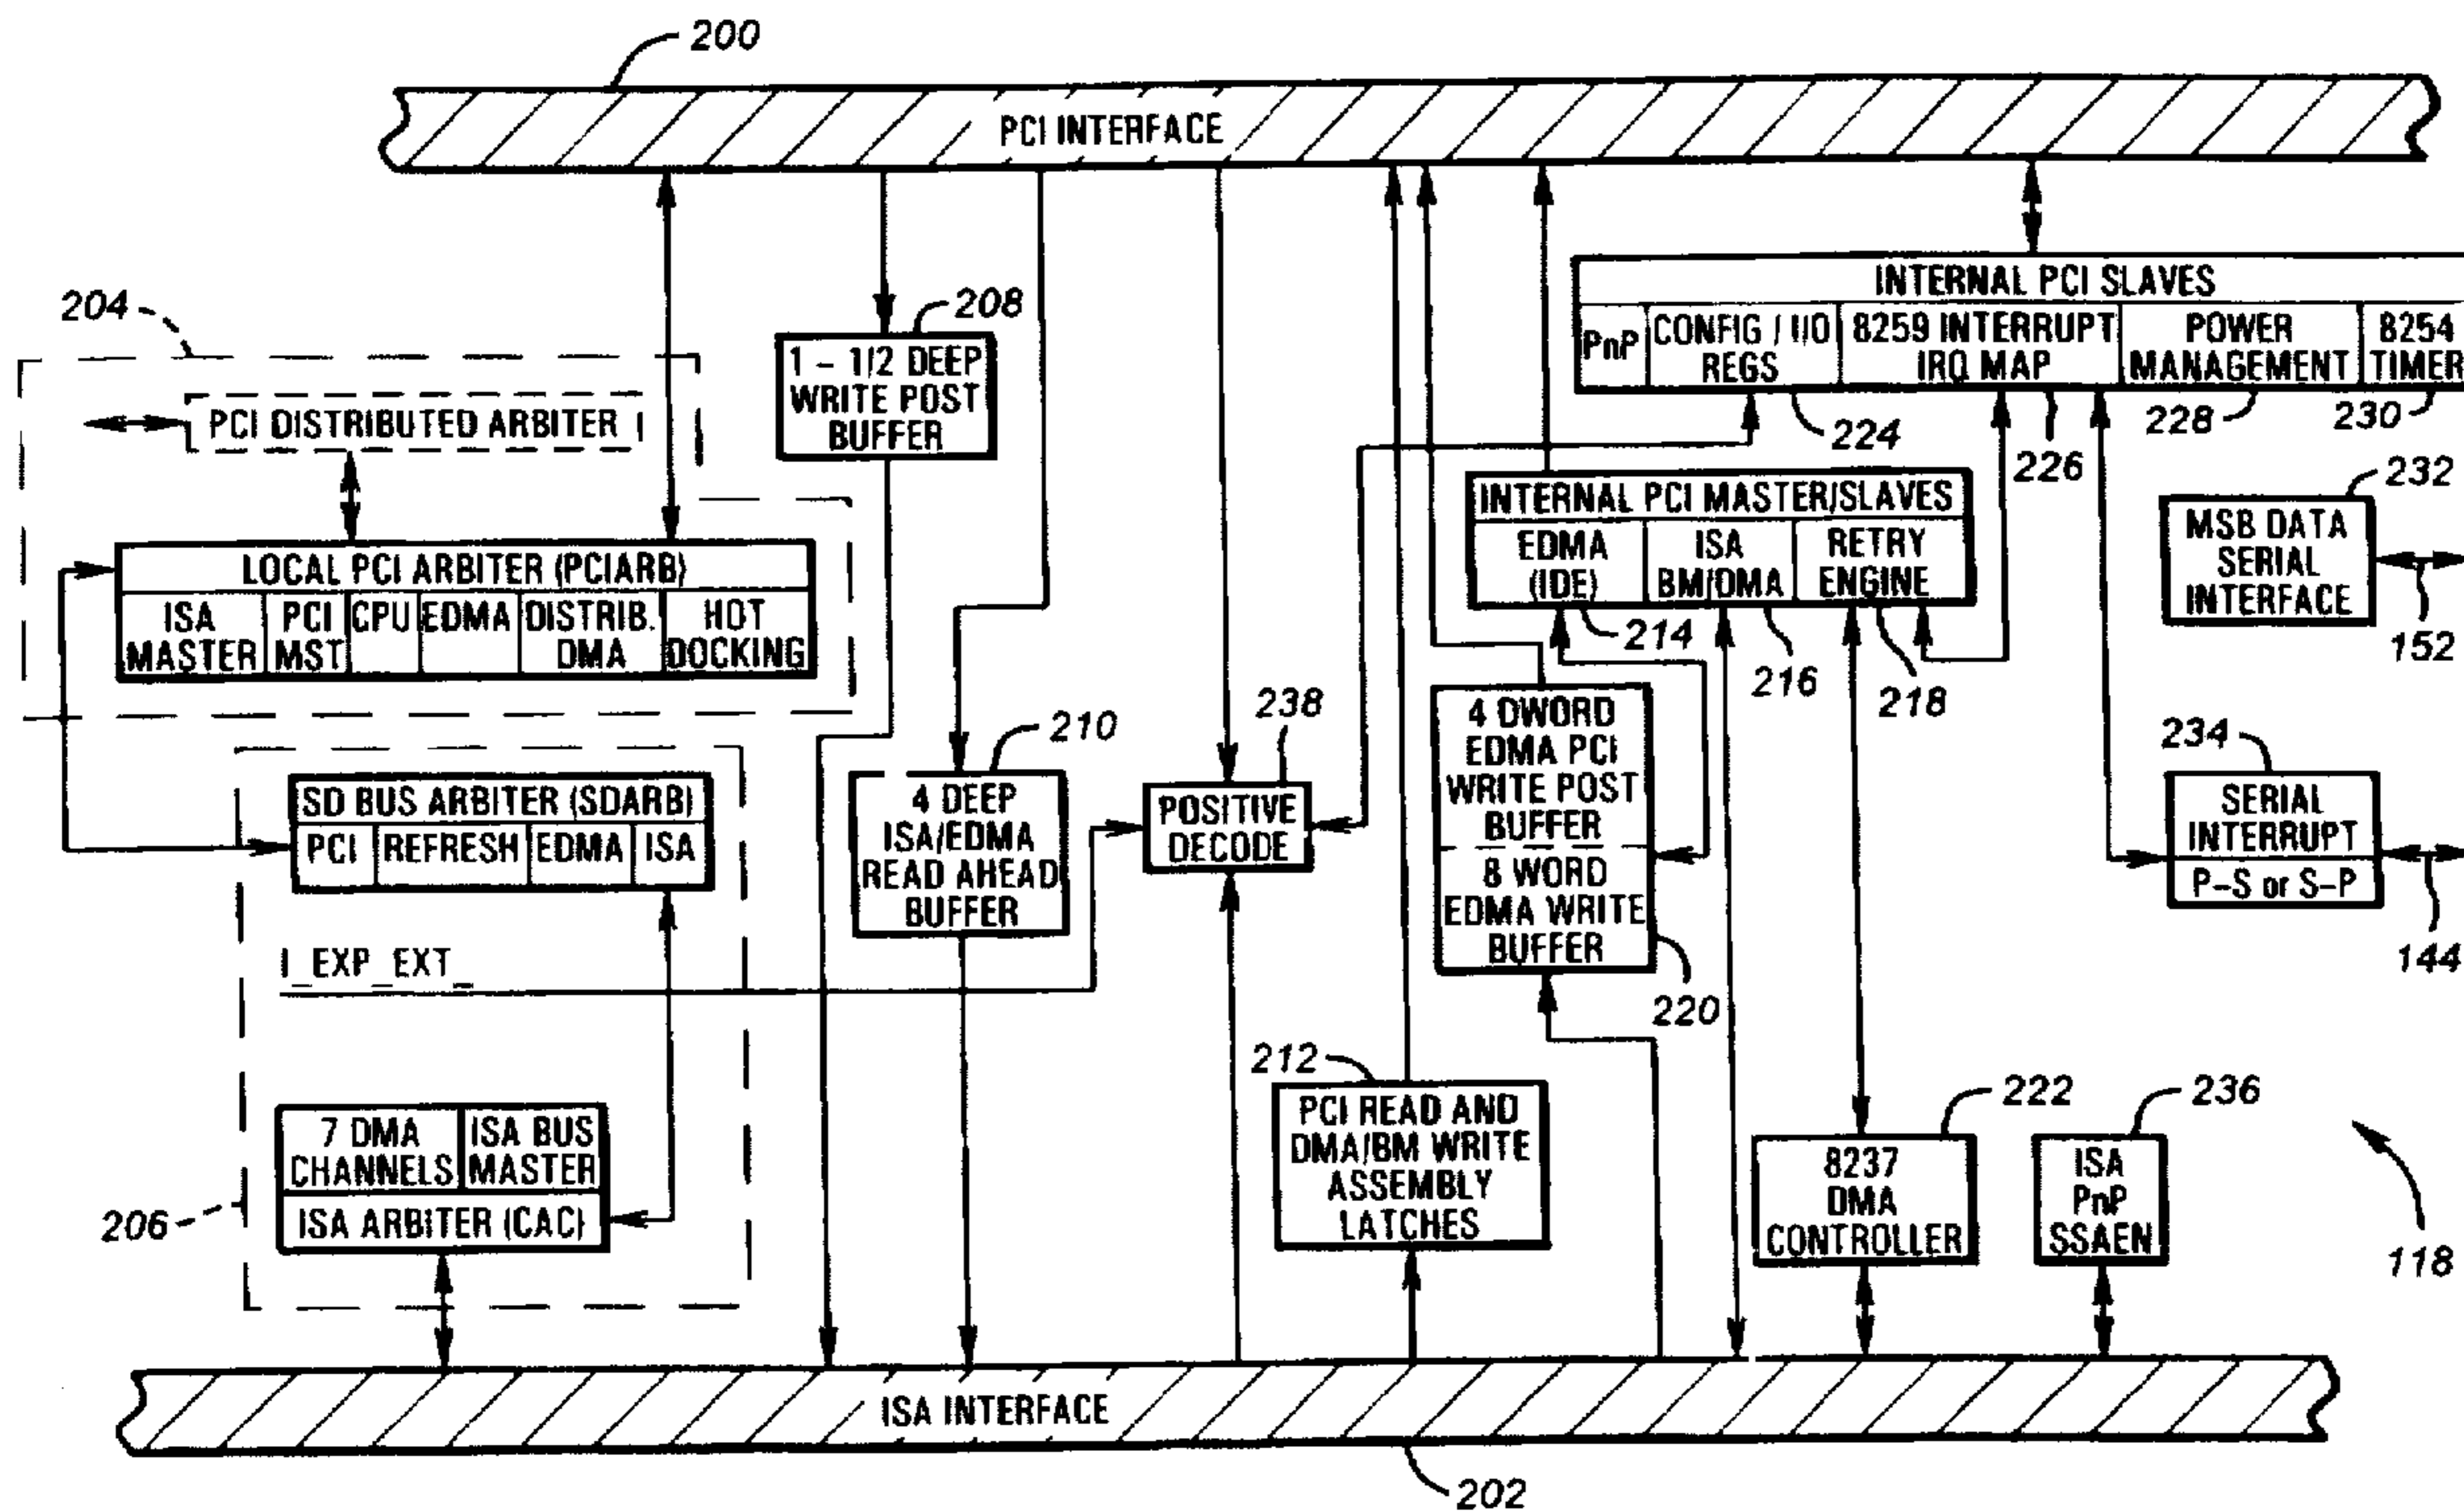 200
PCI INTERFACE
204
208
1 - 1/2 DEEP
WRITE POST
BUFFER
PCI DISTRIBUTED ARBITER
LOCAL PCI ARBITER (PCIARB)
ISA
MASTER
PCI
MST
CPU
EDMA
DISTRIB.
DMA
HOT
DOCKING
INTERNAL PCI SLAVES
PnP
CONFIG / I/O
REGS
8259 INTERRUPT
IRQ MAP
POWER
MANAGEMENT
8254
TIMER
224
226
228
230
INTERNAL PCI MASTER/SLAVES
EDMA
(IDE)
ISA
BM/DMA
RETRY
ENGINE
214
216
218
232
MSB DATA
SERIAL
INTERFACE
152
210
4 DEEP
ISA/EDMA
READ AHEAD
BUFFER
238
POSITIVE
DECODE
4 DWORD
EDMA PCI
WRITE POST
BUFFER
8 WORD
EDMA WRITE
BUFFER
220
234
SERIAL
INTERRUPT
P-S or S-P
144
SD BUS ARBITER (SDARB)
PCI
REFRESH
EDMA
ISA
I_EXP_EXT_
7 DMA
CHANNELS
ISA BUS
MASTER
ISA ARBITER (CAC)
206
212
PCI READ AND
DMA/BM WRITE
ASSEMBLY
LATCHES
222
8237
DMA
CONTROLLER
236
ISA
PnP
SSAEN
118
ISA INTERFACE
202